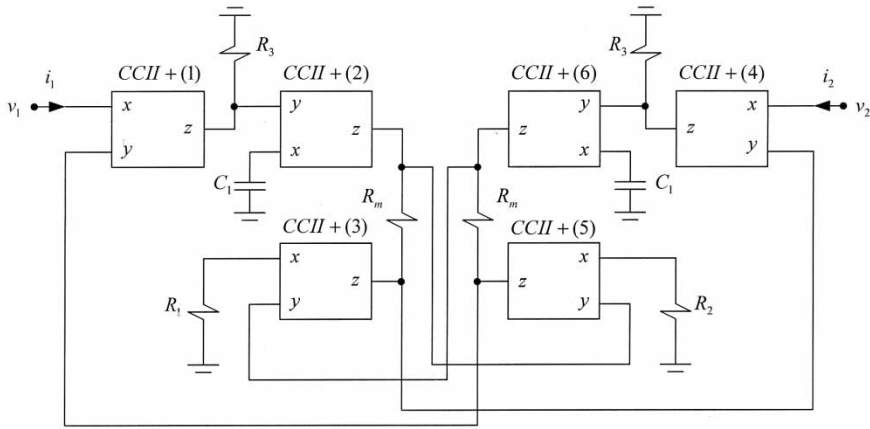 R₃ R₃
CCII+(1) CCII+(2) CCII+(6) CCII+(4)
i₁ i₂
v₁ x y y x v₂
z z z z
y x x y
C₁ Rₘ Rₘ C₁
CCII+(3) CCII+(5)
x x
z z
R₁ y y R₂